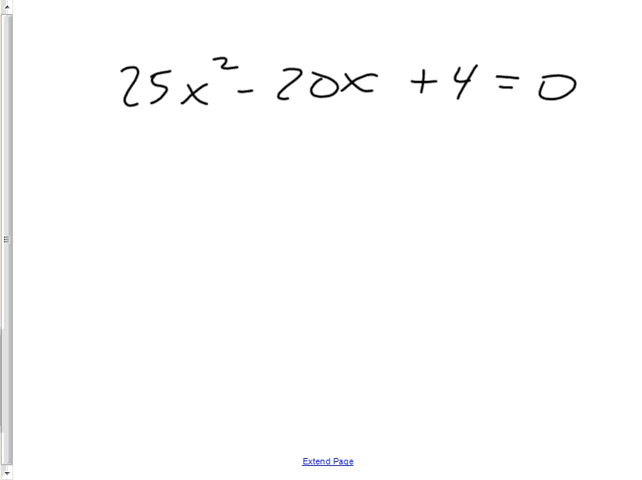 25x² - 20x + 4 = 0
Extend Page